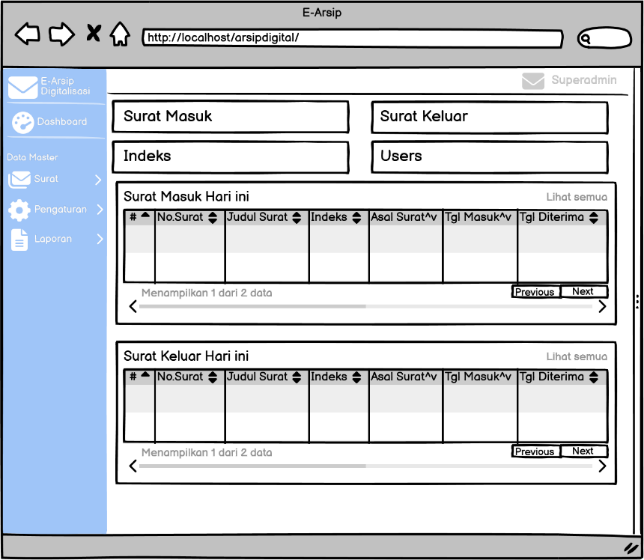 E-Arsip
http://localhost/arsipdigital/
E-Arsip
Digitalisasi
Superadmin
Dashboard
Data Master
Surat
Pengaturan
Laporan
Surat Masuk
Surat Keluar
Indeks
Users
Surat Masuk Hari ini
Lihat semua
# No.Surat Judul Surat Indeks Asal Surat^v Tgl Masuk^v Tgl Diterima
Menampilkan 1 dari 2 data
Previous Next
Surat Keluar Hari ini
Lihat semua
# No.Surat Judul Surat Indeks Asal Surat^v Tgl Masuk^v Tgl Diterima
Menampilkan 1 dari 2 data
Previous Next